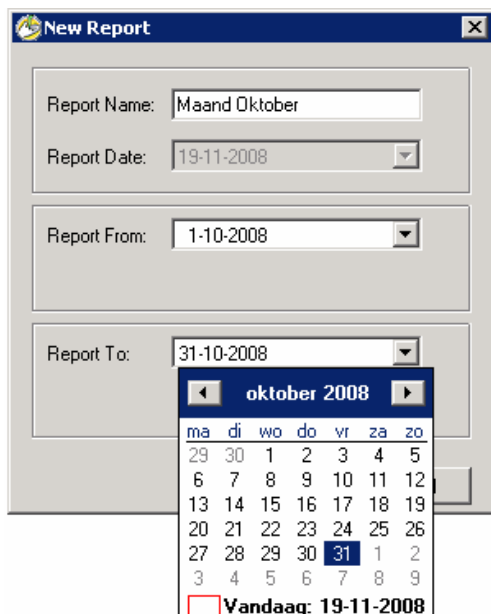 New Report
Report Name: Maand Oktober
Report Date: 19-11-2008
Report From: 1-10-2008
Report To: 31-10-2008
oktober 2008
ma di wo do vr za zo
29 30 1 2 3 4 5
6 7 8 9 10 11 12
13 14 15 16 17 18 19
20 21 22 23 24 25 26
27 28 29 30 31 1 2
3 4 5 6 7 8 9
Vandaag: 19-11-2008